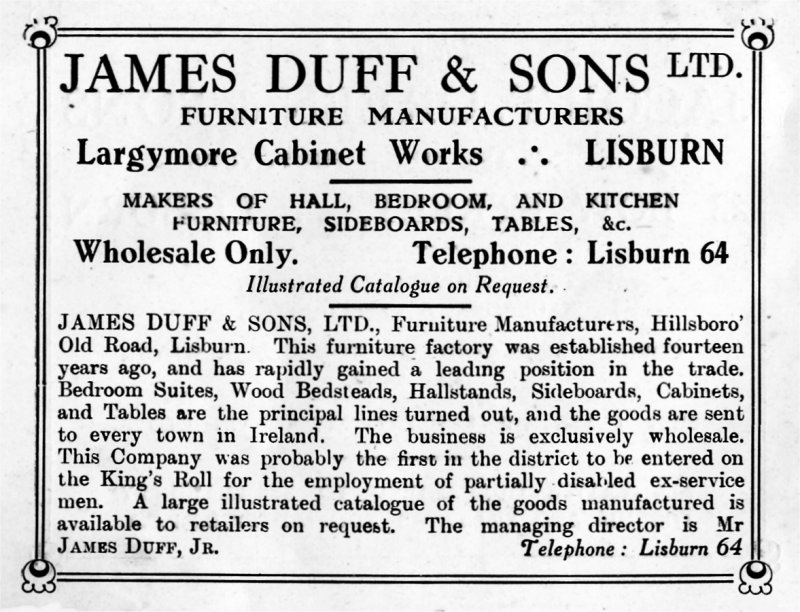 JAMES DUFF & SONS LTD.
FURNITURE MANUFACTURERS
Largymore Cabinet Works ∴ LISBURN
MAKERS OF HALL, BEDROOM, AND KITCHEN
FURNITURE, SIDEBOARDS, TABLES, &c.
Wholesale Only. Telephone : Lisburn 64
Illustrated Catalogue on Request.
JAMES DUFF & SONS, LTD., Furniture Manufacturers, Hillsboro'
Old Road, Lisburn. This furniture factory was established fourteen
years ago, and has rapidly gained a leading position in the trade.
Bedroom Suites, Wood Bedsteads, Hallstands, Sideboards, Cabinets,
and Tables are the principal lines turned out, and the goods are sent
to every town in Ireland. The business is exclusively wholesale.
This Company was probably the first in the district to be entered on
the King's Roll for the employment of partially disabled ex-service
men. A large illustrated catalogue of the goods manufactured is
available to retailers on request. The managing director is Mr
JAMES DUFF, JR. Telephone : Lisburn 64